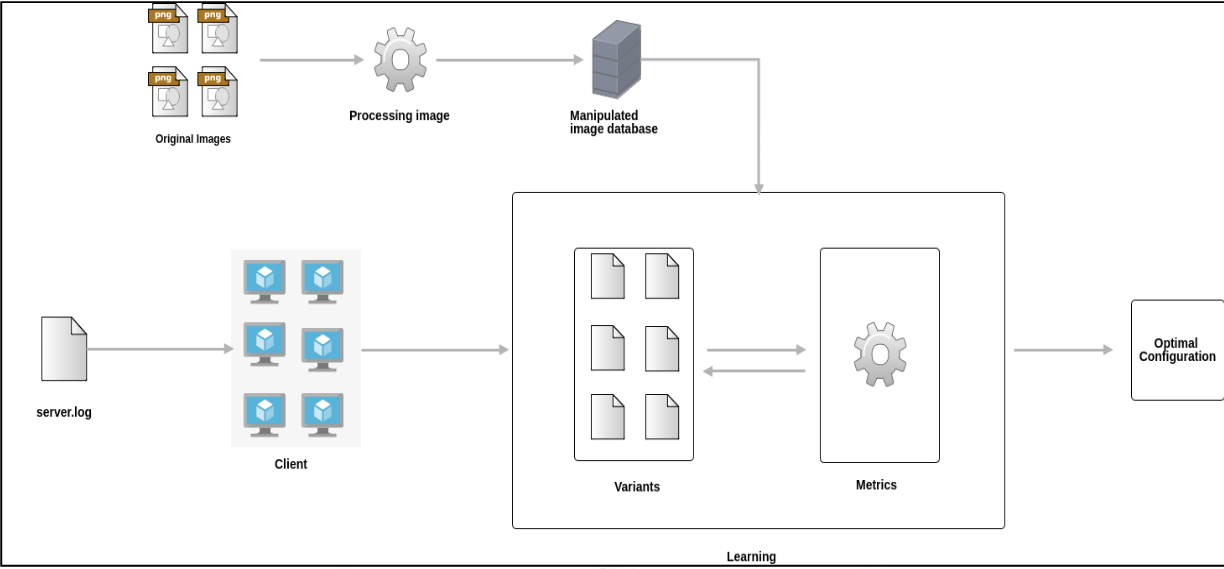 png
png
png
png
Original Images
Processing image
Manipulated
image database
server.log
Client
Variants
Metrics
Learning
Optimal
Configuration